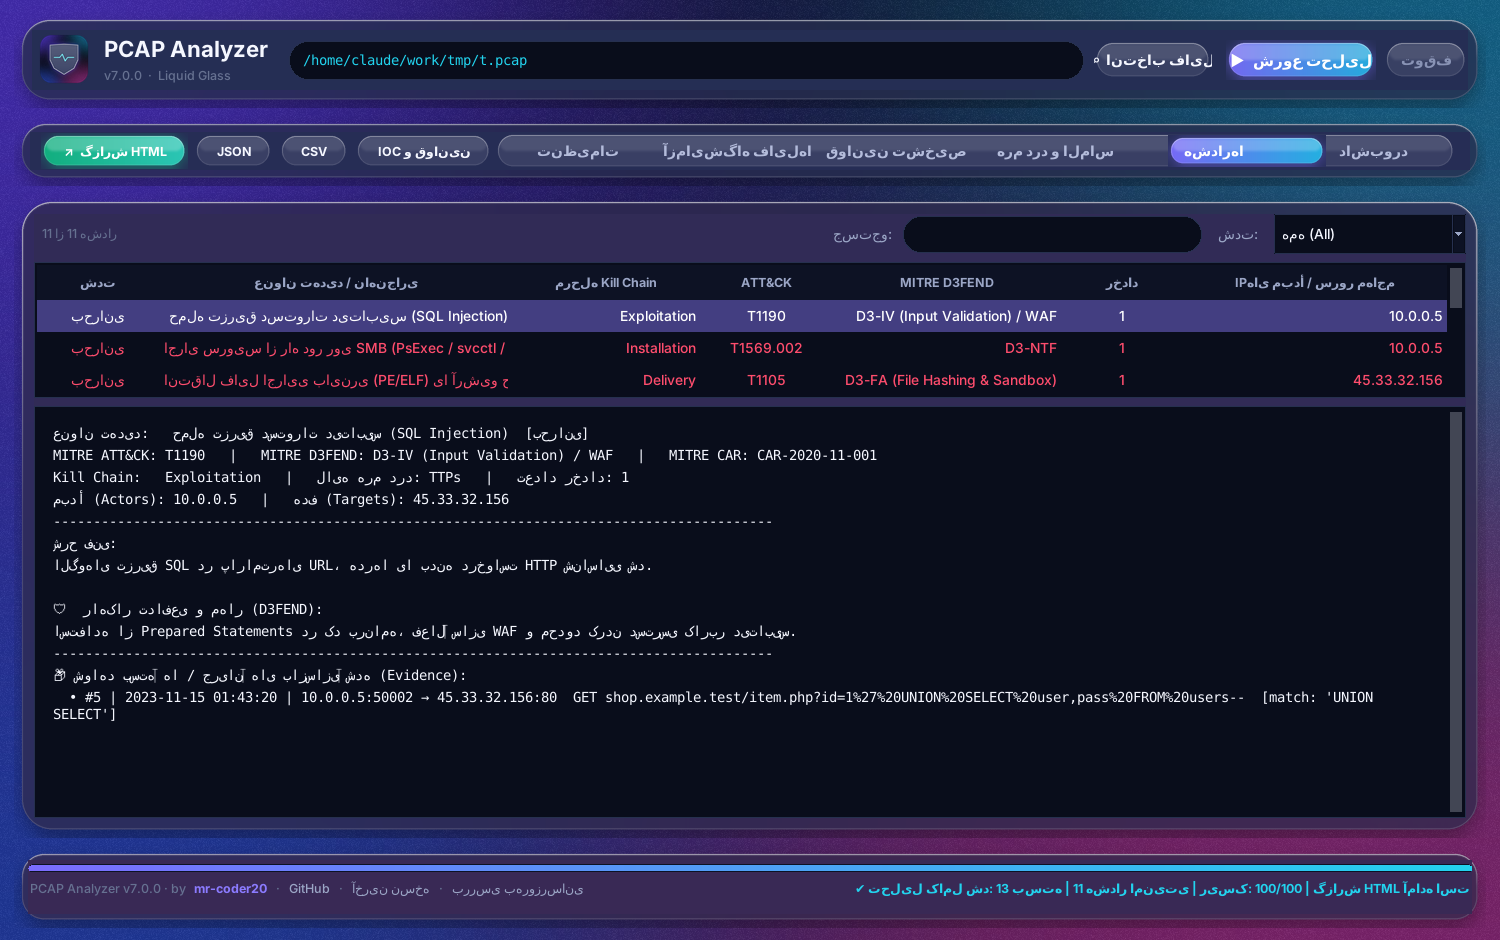 PCAP Analyzer
v7.0.0 · Liquid Glass
/home/claude/work/tmp/t.pcap
انتخاب فایل
▶ شروع تحلیل
توقف
↗ گزارش HTML
JSON
CSV
IOC و قوانین
تنظیمات
آزمایشگاه فایل‌ها
قوانین تشخیص
هرم درد و الماس
هشدارها
داشبورد
11 از 11 هشدار
جستجو:
شدت:
همه (All)
شدت عنوان تهدید / ناهنجاری مرحله Kill Chain ATT&CK MITRE D3FEND رخداد IPهای مبدأ / سرور مهاجم
بحرانی حمله تزریق دستورات دیتابیس (SQL Injection) Exploitation T1190 D3-IV (Input Validation) / WAF 1 10.0.0.5
بحرانی اجرای سرویس از راه دور روی SMB (PsExec / svcctl / Installation T1569.002 D3-NTF 1 10.0.0.5
بحرانی انتقال فایل اجرایی باینری (PE/ELF) یا آرشیو Delivery T1105 D3-FA (File Hashing & Sandbox) 1 45.33.32.156
عنوان تهدید: حمله تزریق دستورات دیتابیس (SQL Injection) [بحرانی]
MITRE ATT&CK: T1190 | MITRE D3FEND: D3-IV (Input Validation) / WAF | MITRE CAR: CAR-2020-11-001
Kill Chain: Exploitation | لایه هرم درد: TTPs | تعداد رخداد: 1
مبدأ (Actors): 10.0.0.5 | هدف (Targets): 45.33.32.156
------------------------------------------------------------------------------------------
شرح فنی:
الگوهای تزریق SQL در پارامترهای URL، هدرها یا بدنه درخواست HTTP شناسایی شد.
🛡 راهکار تدافعی و مهار (D3FEND):
استفاده از Prepared Statements در کد برنامه، فعال‌سازی WAF و محدود کردن دسترسی کاربر دیتابیس.
------------------------------------------------------------------------------------------
📦 شواهد بسته‌ها / جریان‌های بازسازی‌شده (Evidence):
• #5 | 2023-11-15 01:43:20 | 10.0.0.5:50002 → 45.33.32.156:80 GET shop.example.test/item.php?id=1%27%20UNION%20SELECT%20user,pass%20FROM%20users-- [match: 'UNION
SELECT']
PCAP Analyzer v7.0.0 · by mr-coder20 · GitHub · آخرین نسخه · بررسی به‌روزرسانی
✔ تحلیل کامل شد: 13 بسته | 11 هشدار امنیتی | ریسک: 100/100 | گزارش HTML آماده است